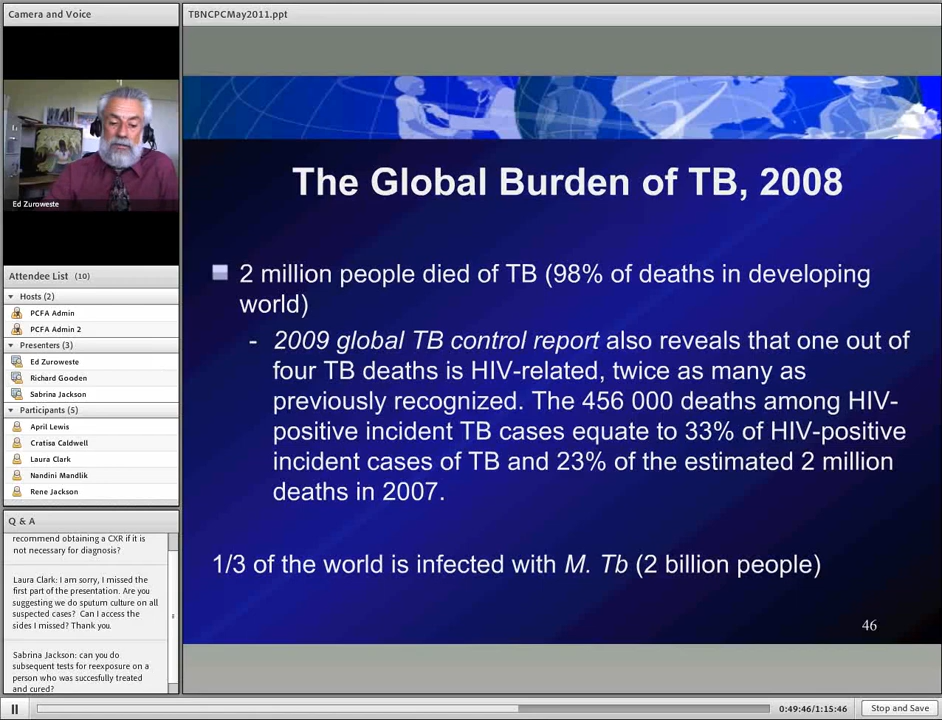 Camera and Voice
Ed Zuroweste
Attendee List (10)
Hosts (2)
PCFA Admin
PCFA Admin 2
Presenters (3)
Ed Zuroweste
Richard Gooden
Sabrina Jackson
Participants (5)
April Lewis
Cratisa Caldwell
Laura Clark
Nandini Mandlik
Rene Jackson
Q & A
recommend obtaining a CXR if it is
not necessary for diagnosis?
Laura Clark: I am sorry, I missed the
first part of the presentation. Are you
suggesting we do sputum culture on all
suspected cases? Can I access the
sides I missed? Thank you.
Sabrina Jackson: can you do
subsequent tests for reexposure on a
person who was succesfully treated
and cured?
TBNCPCMay2011.ppt
The Global Burden of TB, 2008
2 million people died of TB (98% of deaths in developing
world)
- 2009 global TB control report also reveals that one out of
four TB deaths is HIV-related, twice as many as
previously recognized. The 456 000 deaths among HIV-
positive incident TB cases equate to 33% of HIV-positive
incident cases of TB and 23% of the estimated 2 million
deaths in 2007.
1/3 of the world is infected with M. Tb (2 billion people)
46
0:49:46/1:15:46
Stop and Save